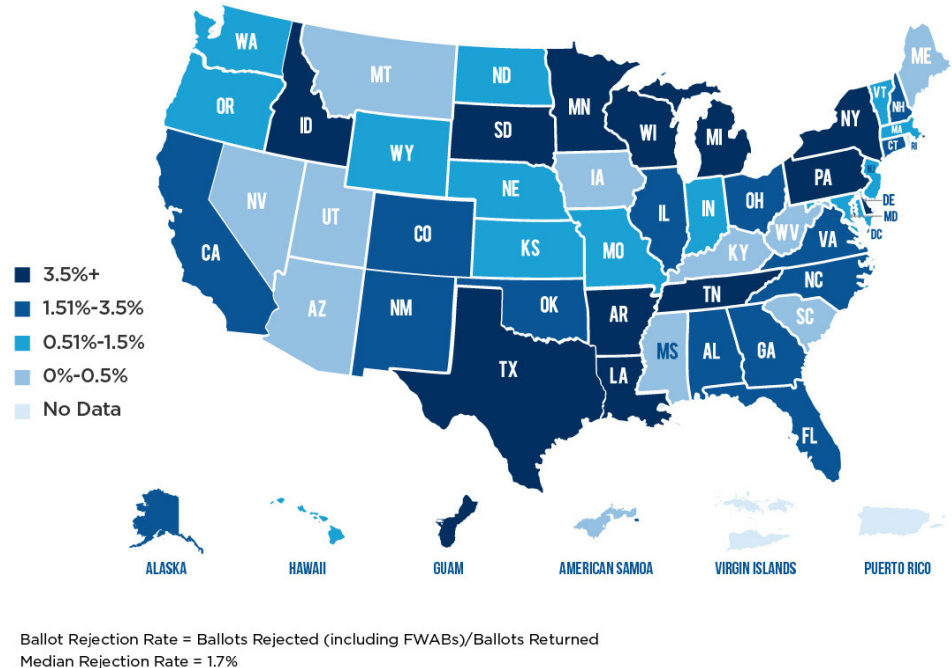 WA
MT
ND
ME
OR
ID
MN
VT
NH
SD
WI
MI
NY
MA
WY
CT
RI
NE
IA
PA
NJ
NV
UT
CO
IL
IN
OH
DE
MD
DC
CA
KS
MO
KY
WV
VA
AZ
NM
OK
AR
TN
NC
SC
TX
LA
MS
AL
GA
FL
3.5%+
1.51%-3.5%
0.51%-1.5%
0%-0.5%
No Data
ALASKA
HAWAII
GUAM
AMERICAN SAMOA
VIRGIN ISLANDS
PUERTO RICO
Ballot Rejection Rate = Ballots Rejected (including FWABs)/Ballots Returned
Median Rejection Rate = 1.7%